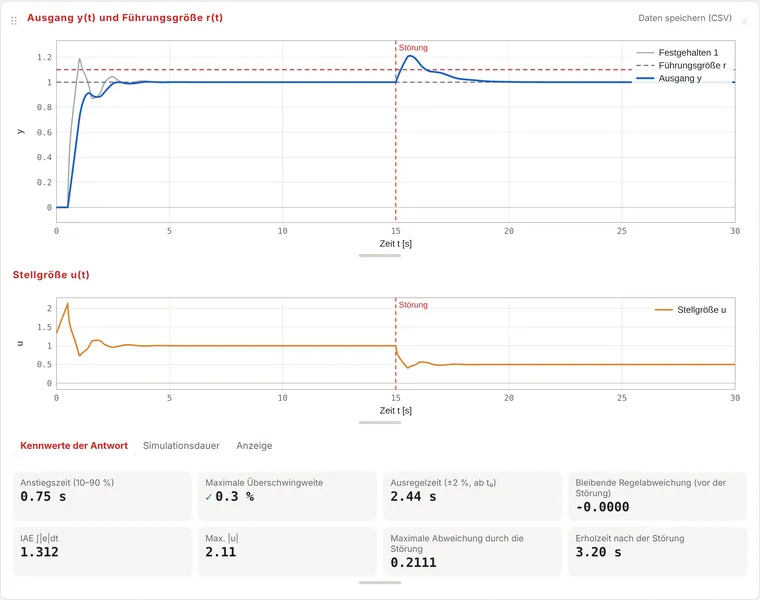 Ausgang y(t) und Führungsgröße r(t)
Daten speichern (CSV)
×
Störung
Festgehalten 1
Führungsgröße r
Ausgang y
1.2
1
0.8
0.6
0.4
0.2
0
y
0 5 10 15 20 25 30
Zeit t [s]
Stellgröße u(t)
Störung
Stellgröße u
2
1.5
1
0.5
0
u
0 5 10 15 20 25 30
Zeit t [s]
Kennwerte der Antwort Simulationsdauer Anzeige
Anstiegszeit (10–90 %)
0.75 s
Maximale Überschwingweite
✓ 0.3 %
Ausregelzeit (±2 %, ab t₀)
2.44 s
Bleibende Regelabweichung (vor der
Störung)
-0.0000
IAE ∫|e|dt
1.312
Max. |u|
2.11
Maximale Abweichung durch die
Störung
0.2111
Erholzeit nach der Störung
3.20 s